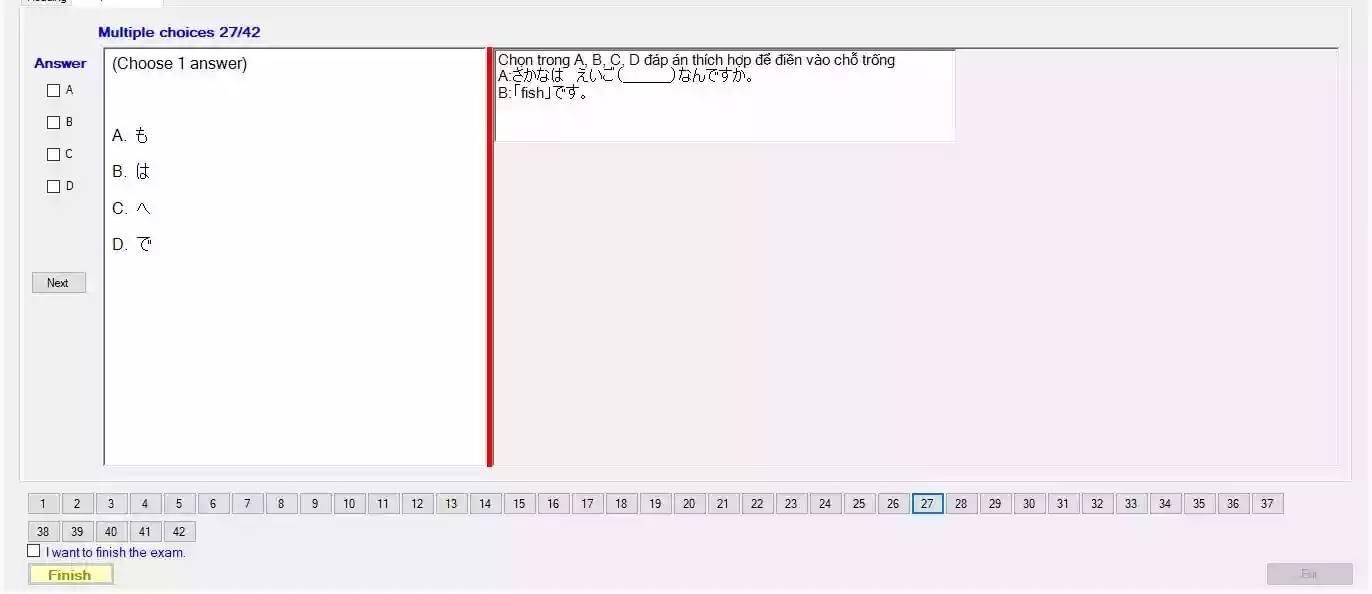 Multiple choices 27/42
Answer
(Choose 1 answer)
A
B
C
D
A. も
B. は
C. へ
D. で
Next
Chọn trong A, B, C, D đáp án thích hợp để điền vào chỗ trống
A:ざかなは　えいご(______)なんですか。
B:「fish」です。
1 2 3 4 5 6 7 8 9 10 11 12 13 14 15 16 17 18 19 20 21 22 23 24 25 26 27 28 29 30 31 32 33 34 35 36 37
38 39 40 41 42
I want to finish the exam.
Finish